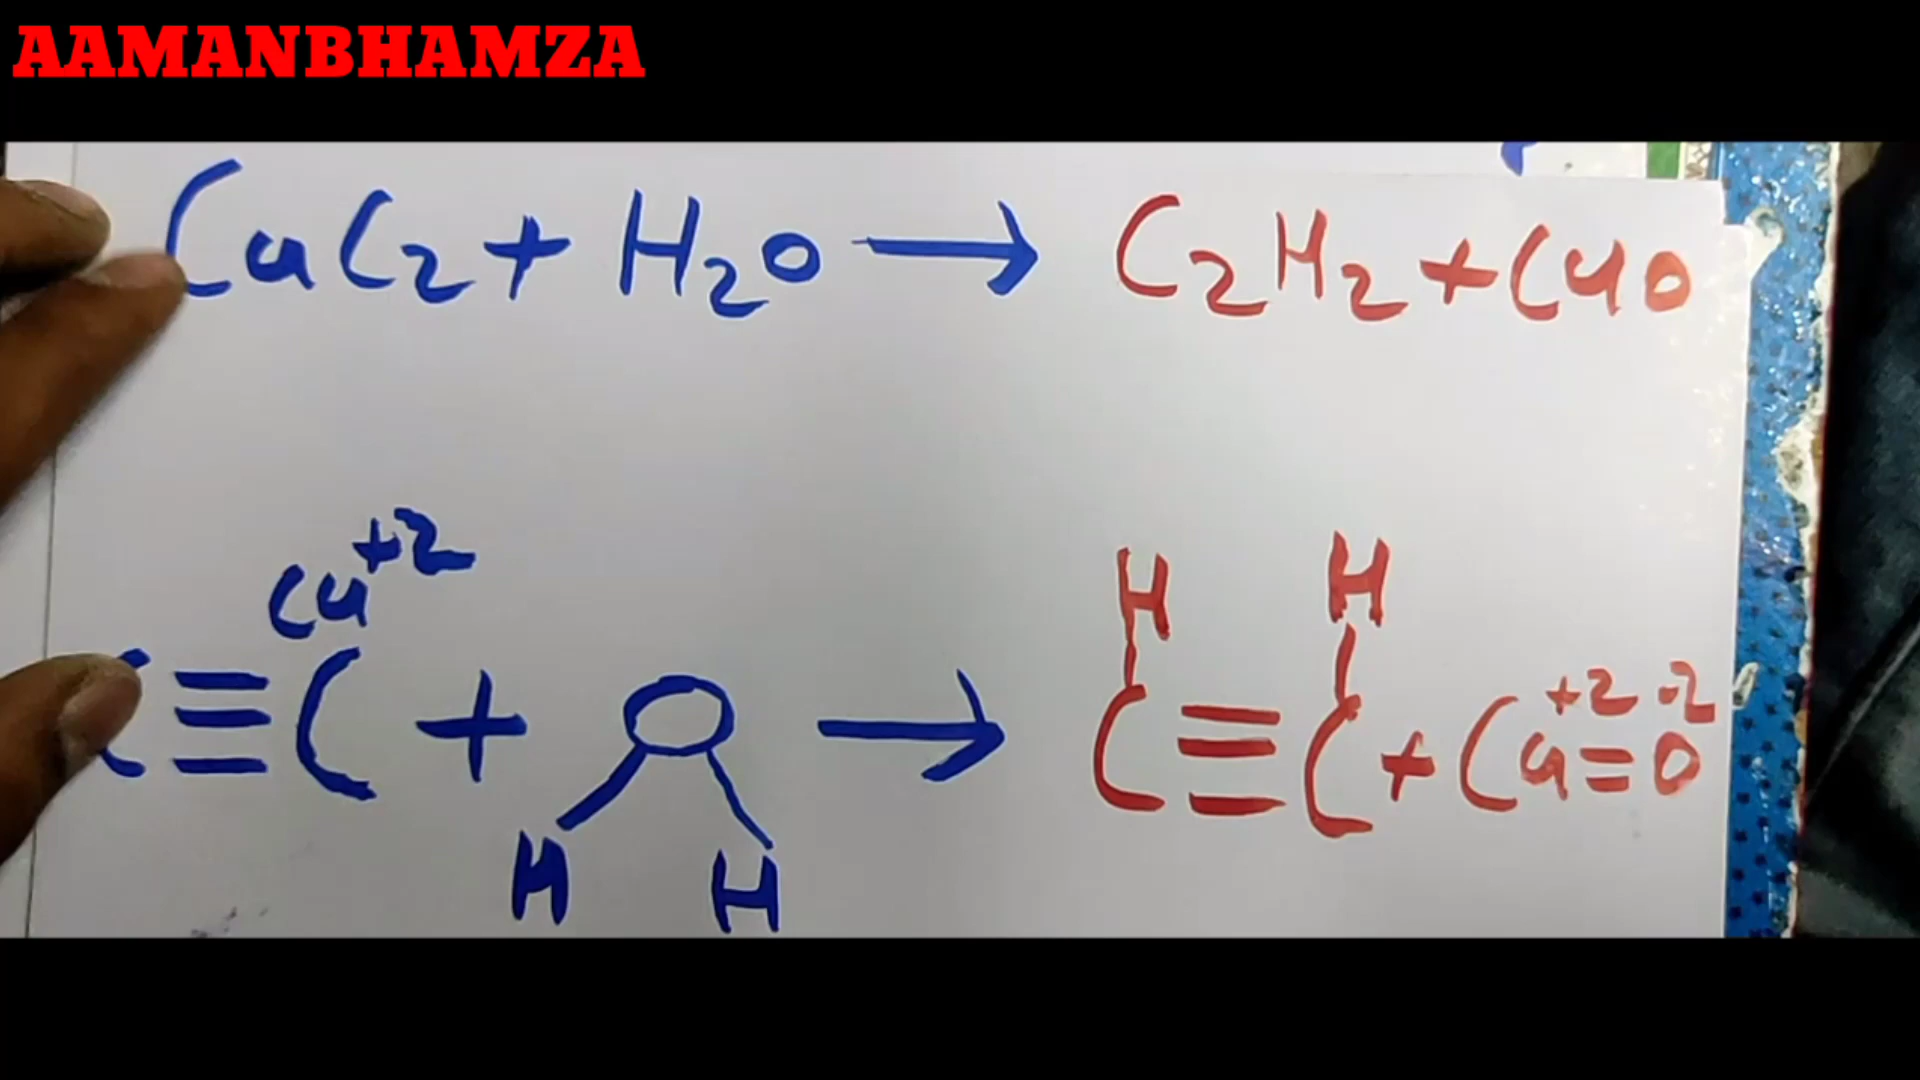 AAMANBHAMZA
CaC2 + H2O → C2H2 + CaO
Ca+2
H H
C≡C + O → C≡C + Ca+2=O-2
H H